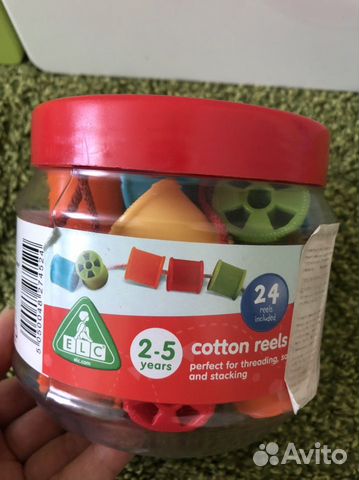 24
reels
included
ELC
elc.com
2-5
years
cotton reels
perfect for threading,
and stacking
Avito